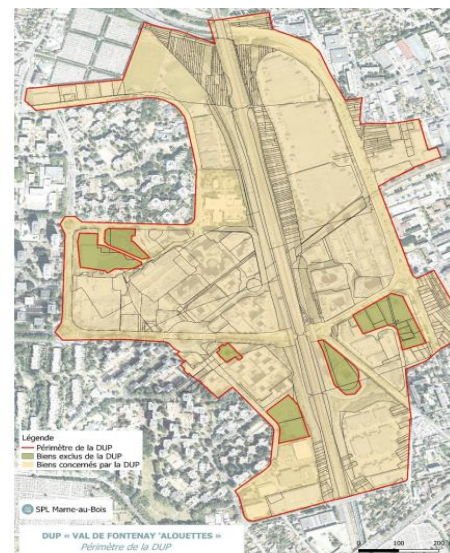 Légende
Périmètre de la DUP
Biens exclus de la DUP
Biens concernés par la DUP
SPL Marne-au-Bois
DUP « VAL DE FONTENAY 'ALOUETTES »
Périmètre de la DUP
0 100 200